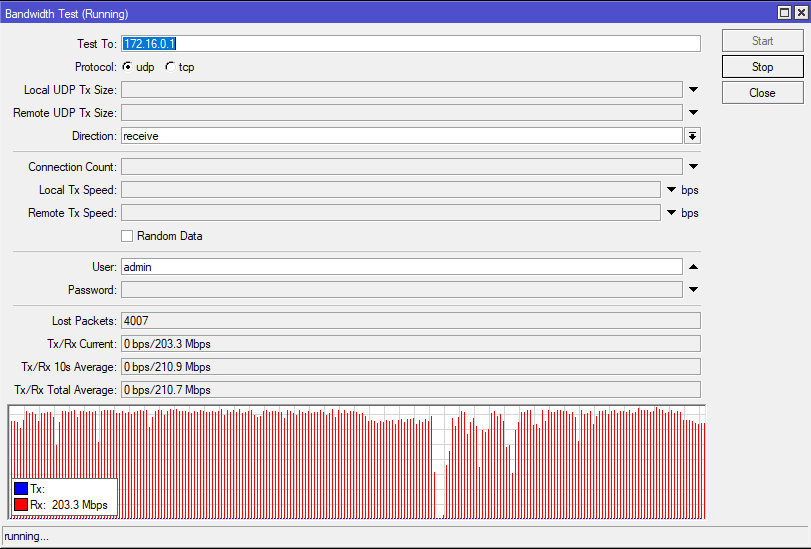 Bandwidth Test (Running)
Test To: 172.16.0.1
Start
Protocol: udp tcp
Stop
Local UDP Tx Size:
Close
Remote UDP Tx Size:
Direction: receive
Connection Count:
Local Tx Speed: bps
Remote Tx Speed: bps
Random Data
User: admin
Password:
Lost Packets: 4007
Tx/Rx Current: 0 bps/203.3 Mbps
Tx/Rx 10s Average: 0 bps/210.9 Mbps
Tx/Rx Total Average: 0 bps/210.7 Mbps
Tx:
Rx: 203.3 Mbps
running...